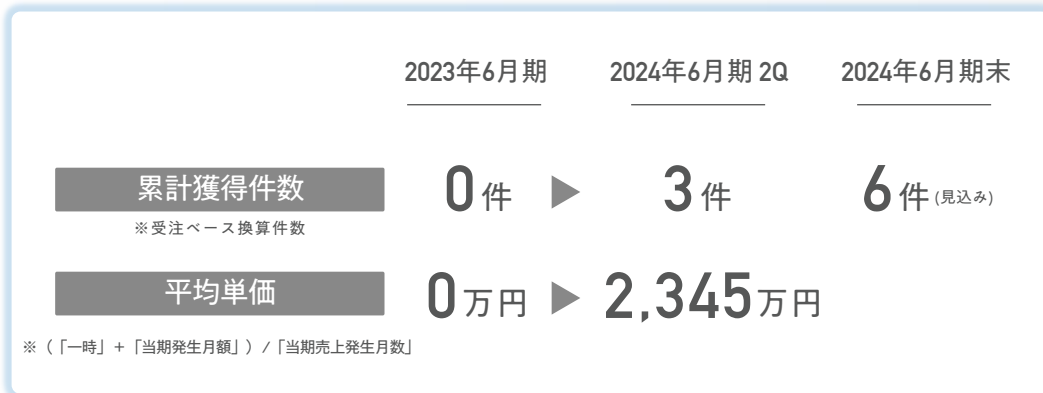 2023年6月期 2024年6月期 2Q 2024年6月期末
累計獲得件数 0件 ▶ 3件 6件(見込み)
※受注ベース換算件数
平均単価 0万円 ▶ 2,345万円
※(「一時」+「当期発生月額」)/「当期売上発生月数」